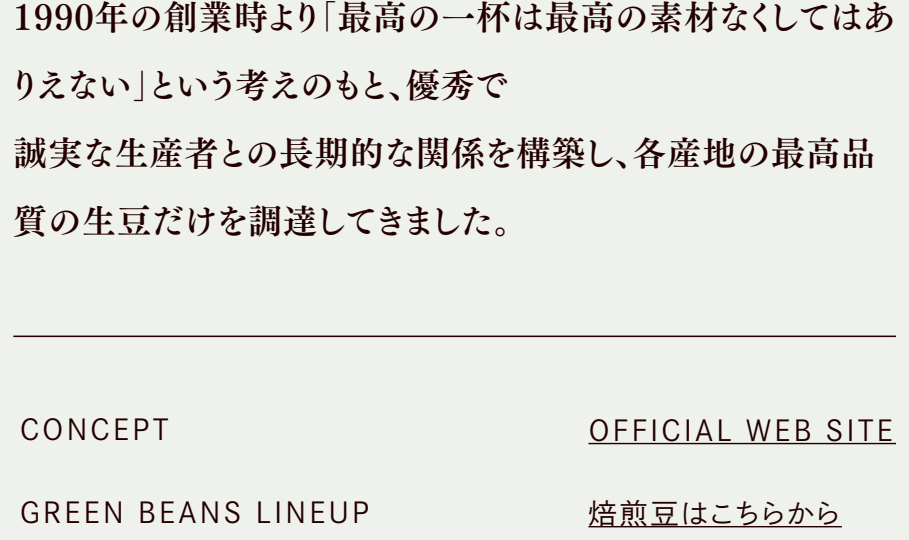 1990年の創業時より「最高の一杯は最高の素材なくしてはあ
りえない」という考えのもと、優秀で
誠実な生産者との長期的な関係を構築し、各産地の最高品
質の生豆だけを調達してきました。
CONCEPT
OFFICIAL WEB SITE
GREEN BEANS LINEUP
焙煎豆はこちらから